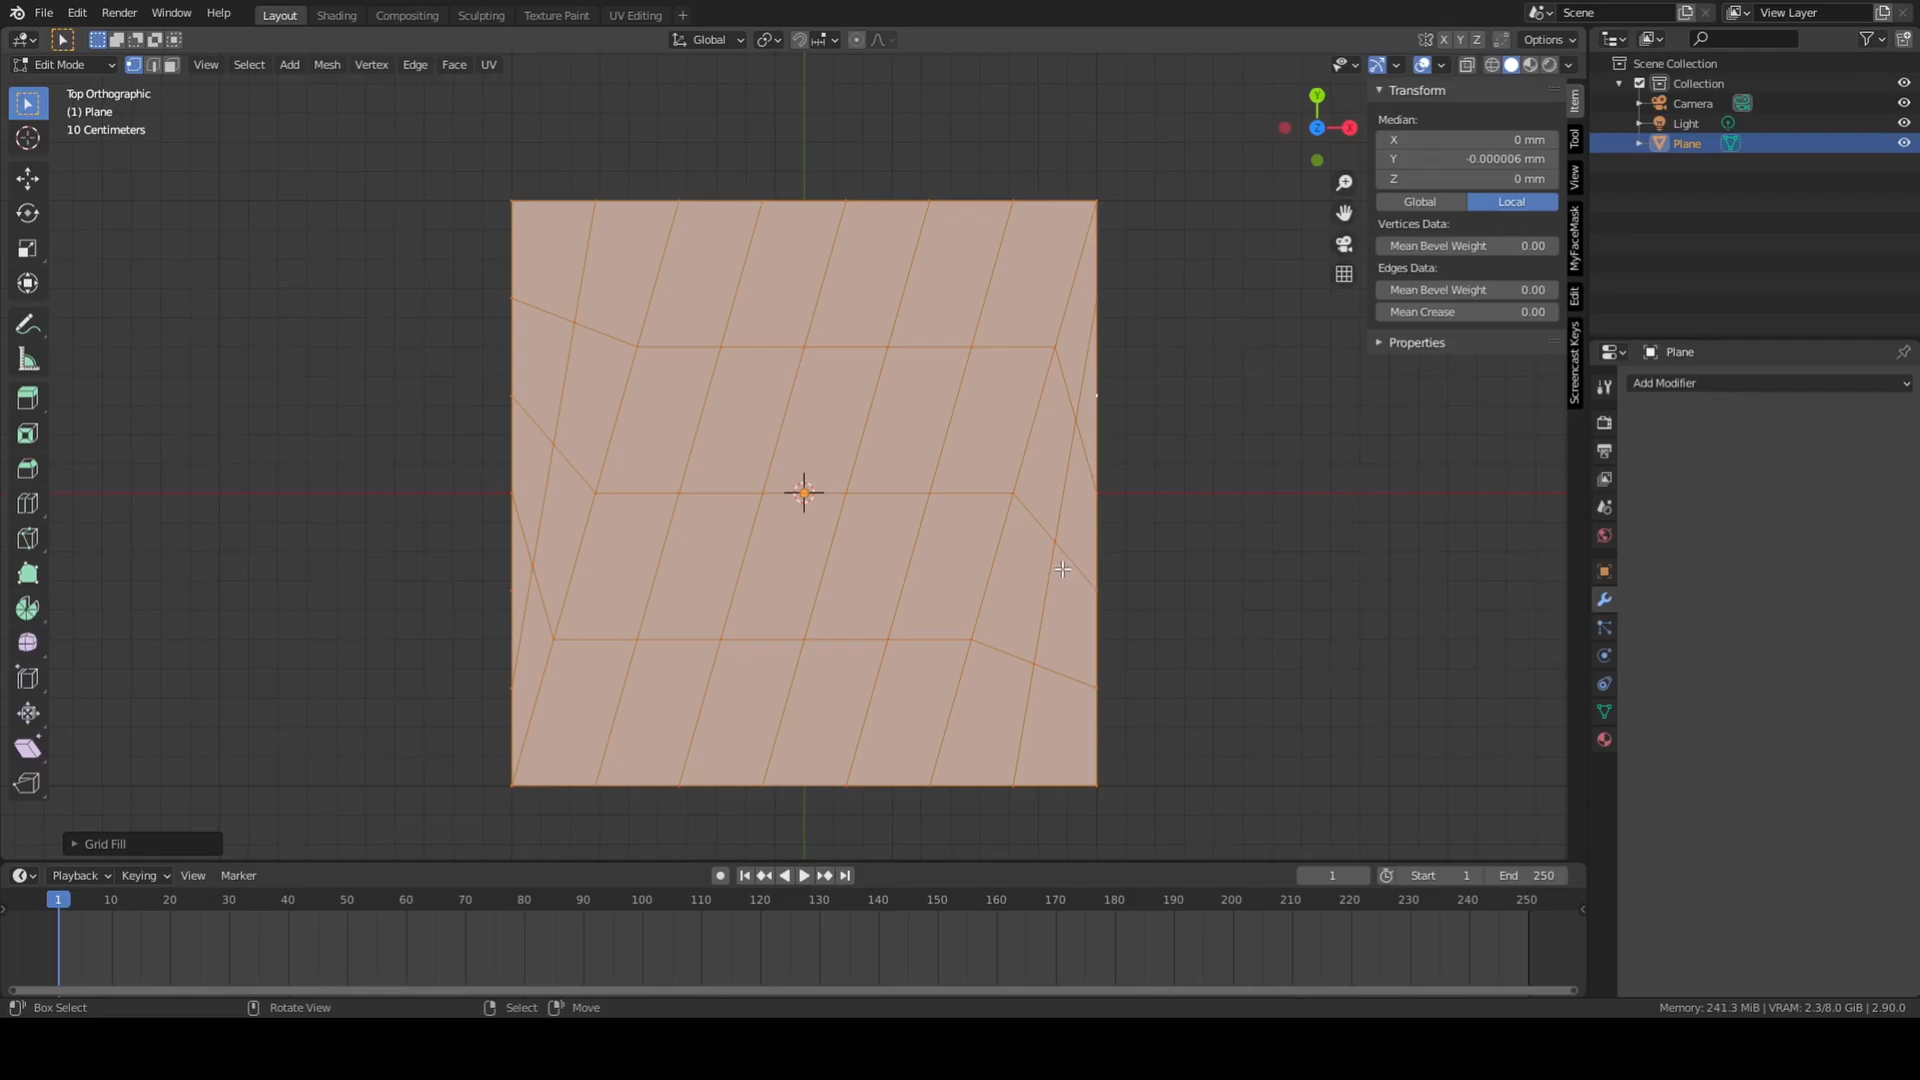 File Edit Render Window Help Layout Shading Compositing Sculpting Texture Paint UV Editing + Scene View Layer
Global X Y Z Options
Edit Mode View Select Add Mesh Vertex Edge Face UV
Top Orthographic
(1) Plane
10 Centimeters
Y
Z
X
Transform
Median:
X 0 mm
Y -0.000006 mm
Z 0 mm
Global Local
Vertices Data:
Mean Bevel Weight 0.00
Edges Data:
Mean Bevel Weight 0.00
Mean Crease 0.00
Properties
Item
Tool
View
MyFaceMask
Edit
Screencast Keys
Scene Collection
Collection
Camera
Light
Plane
Plane
Add Modifier
Grid Fill
Playback Keying View Marker 1 Start 1 End 250
1 10 20 30 40 50 60 70 80 90 100 110 120 130 140 150 160 170 180 190 200 210 220 230 240 250
Box Select Rotate View Select Move Memory: 241.3 MiB | VRAM: 2.3/8.0 GiB | 2.90.0